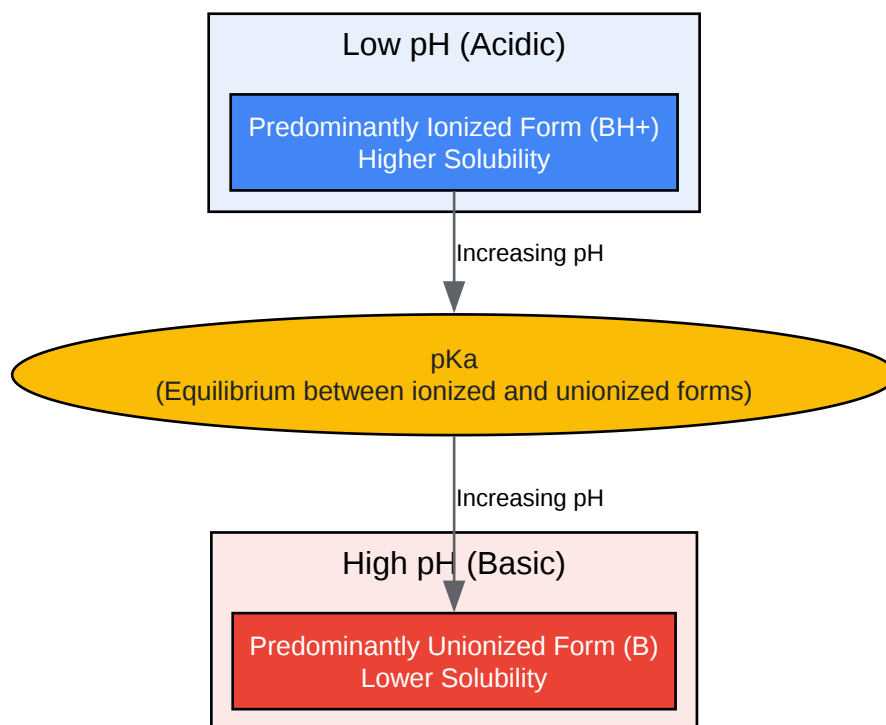 Low pH (Acidic)
Predominantly Ionized Form (BH+)
Higher Solubility
Increasing pH
pKa
(Equilibrium between ionized and unionized forms)
Increasing pH
High pH (Basic)
Predominantly Unionized Form (B)
Lower Solubility